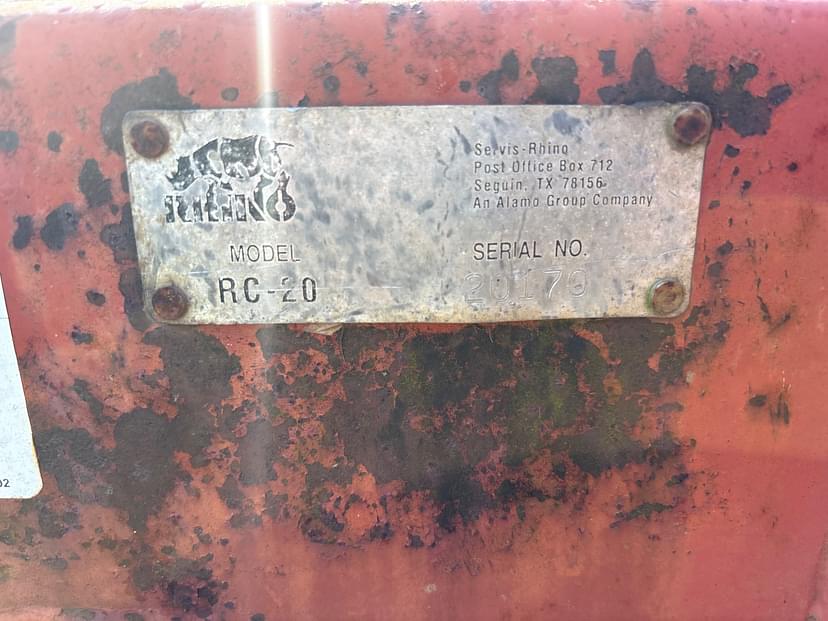 RHINO
Servis-Rhino
Post Office Box 712
Seguin, TX 78156
An Alamo Group Company
MODEL
SERIAL NO.
RC-20
20179
02